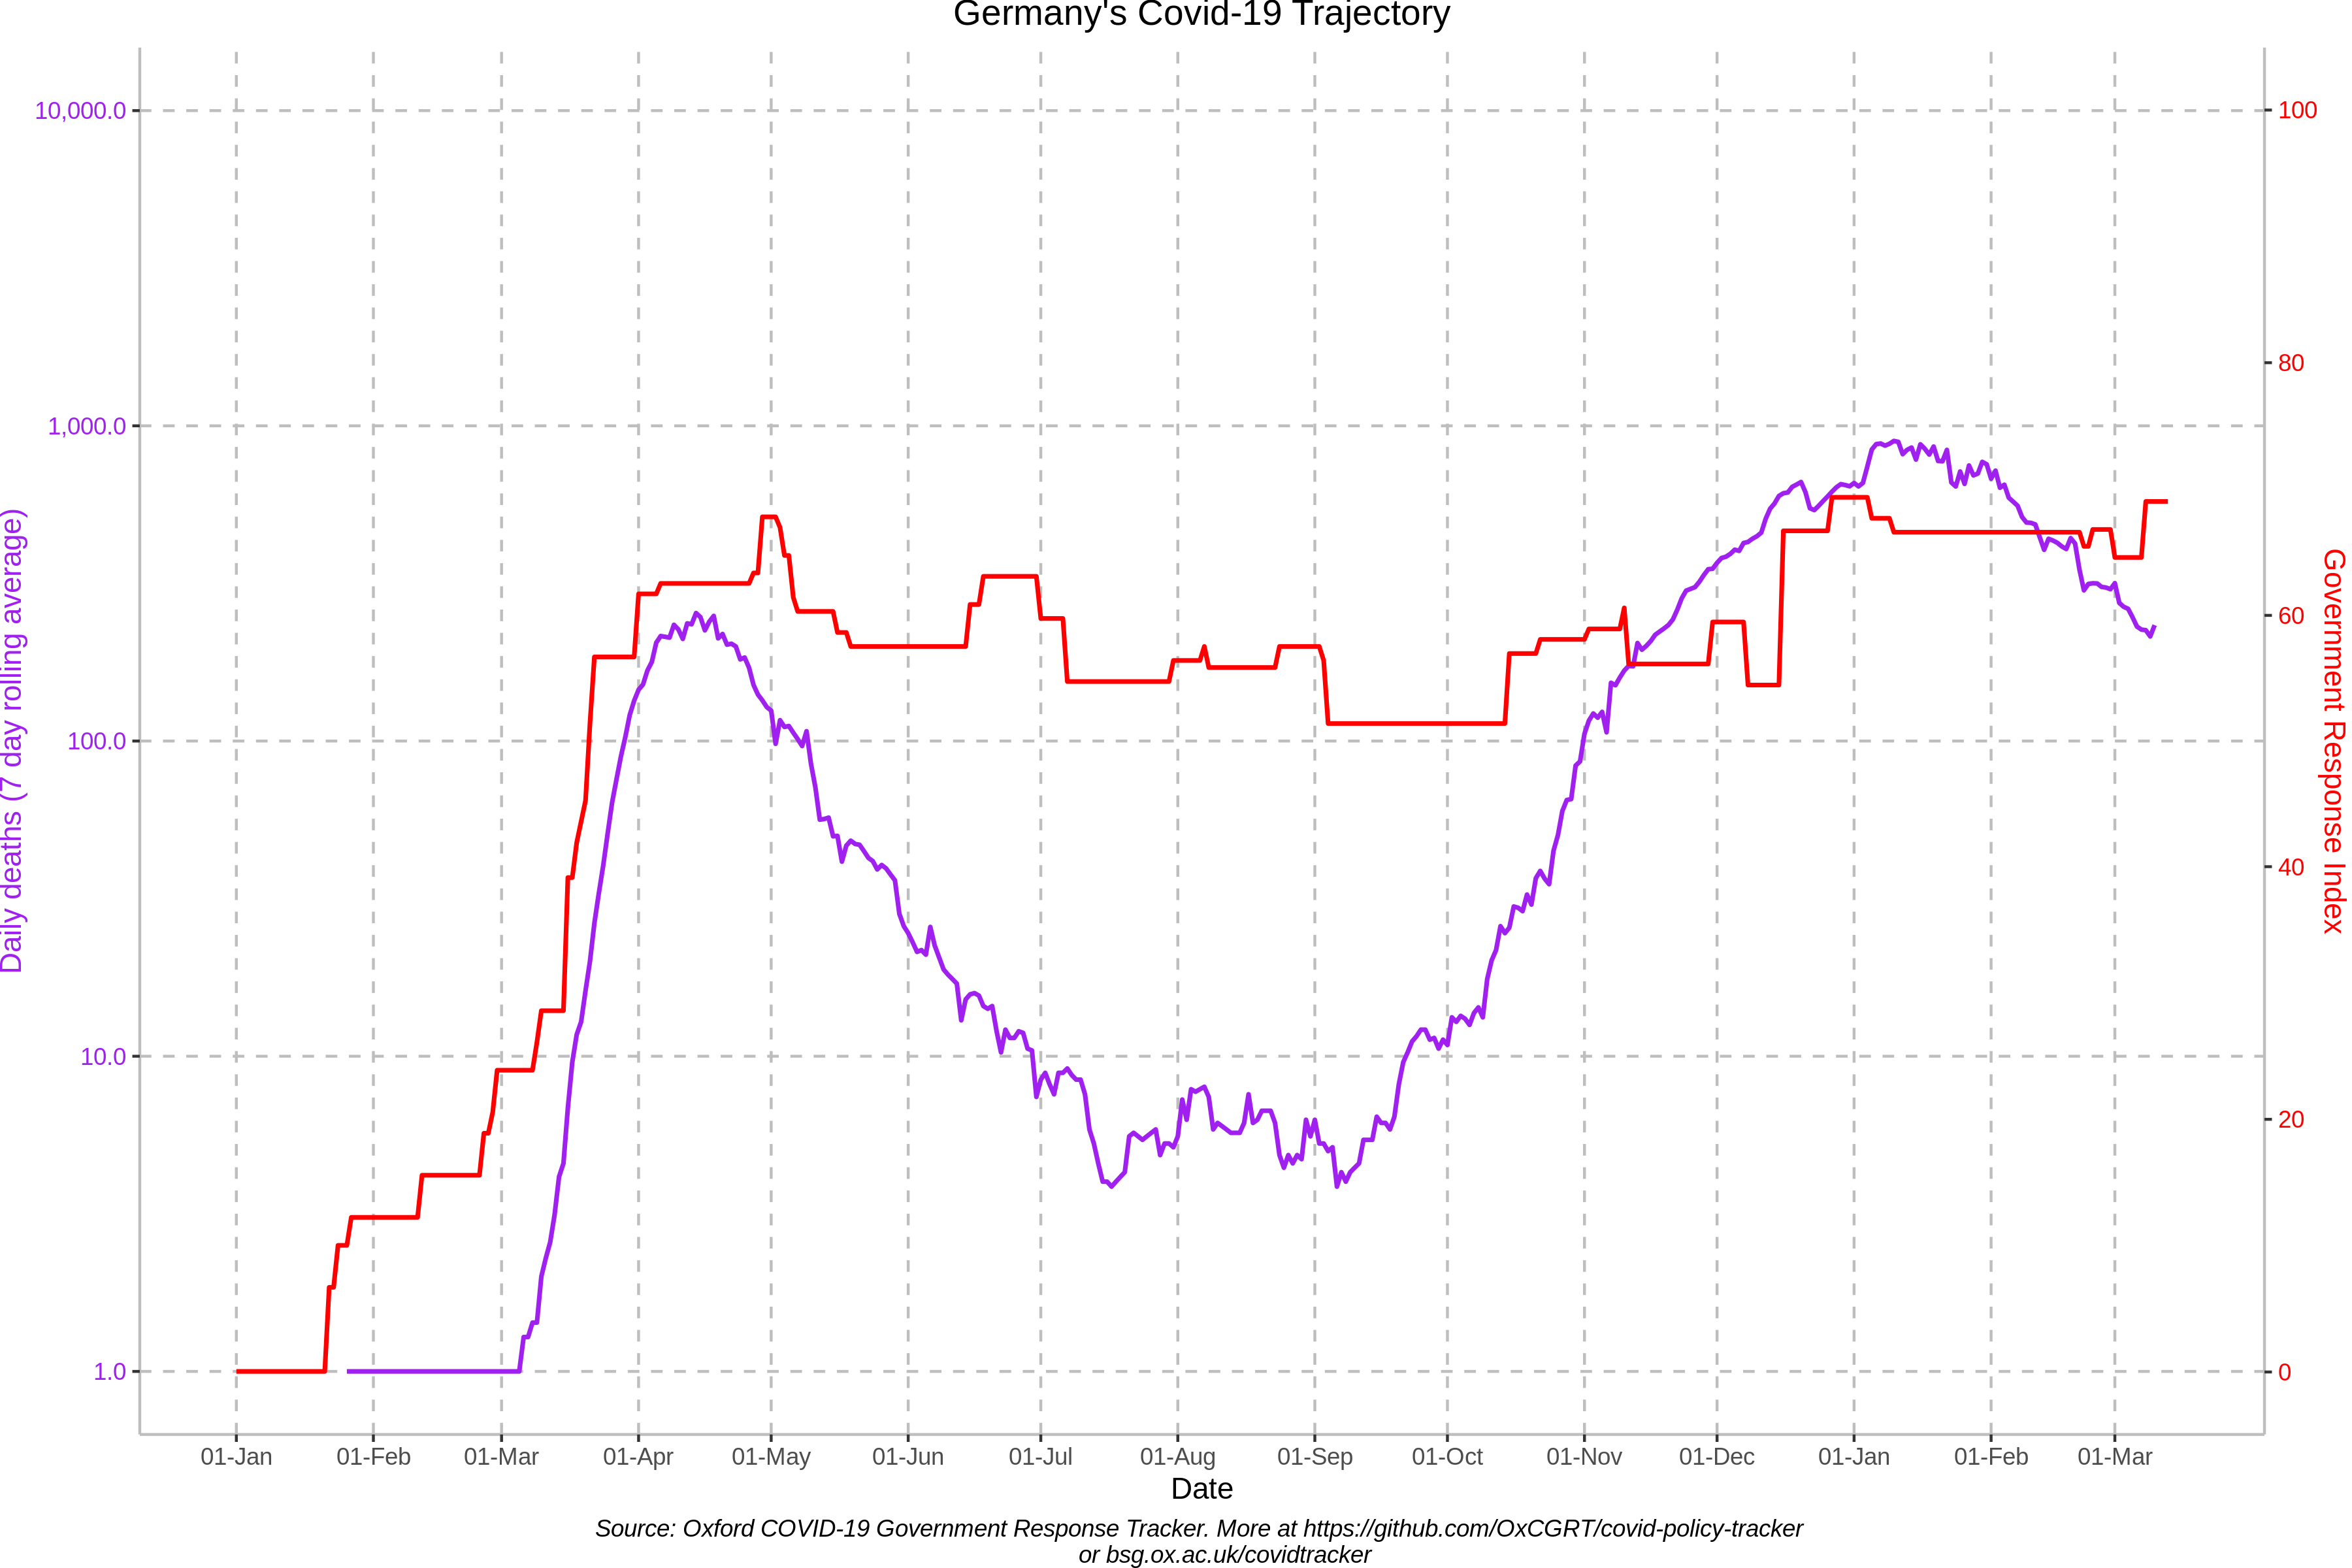 Germany's Covid-19 Trajectory
Daily deaths (7 day rolling average)
10,000.0
1,000.0
100.0
10.0
1.0
100
80
60
40
20
0
Government Response Index
01-Jan 01-Feb 01-Mar 01-Apr 01-May 01-Jun 01-Jul 01-Aug 01-Sep 01-Oct 01-Nov 01-Dec 01-Jan 01-Feb 01-Mar
Date
Source: Oxford COVID-19 Government Response Tracker. More at https://github.com/OxCGRT/covid-policy-tracker
or bsg.ox.ac.uk/covidtracker